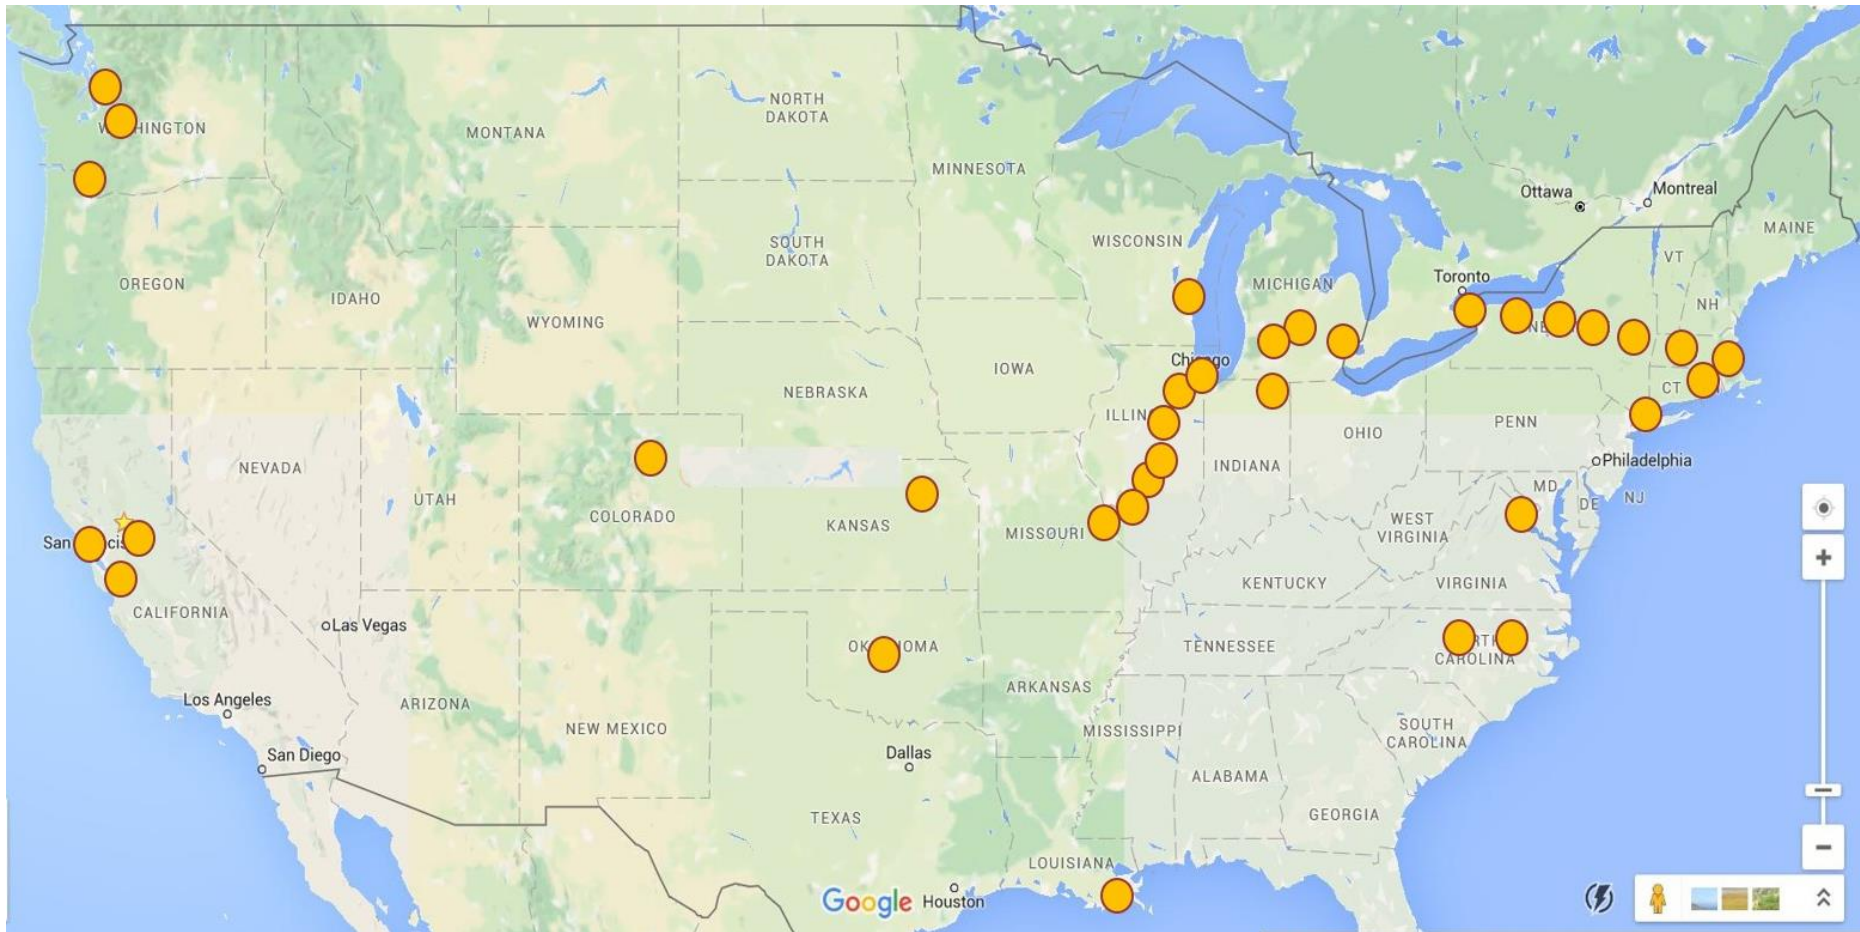 NORTH
DAKOTA
MONTANA
MINNESOTA
Ottawa
Montreal
MAINE
WISCONSIN
SOUTH
DAKOTA
VT
OREGON
IDAHO
MICHIGAN
Toronto
NH
WYOMING
IOWA
NEBRASKA
CT
PENN
OHIO
Philadelphia
NEVADA
INDIANA
UTAH
MD
DE
NJ
COLORADO
KANSAS
MISSOURI
WEST
VIRGINIA
KENTUCKY
VIRGINIA
CALIFORNIA
Las Vegas
TENNESSEE
CAROLINA
ARKANSAS
Los Angeles
ARIZONA
NEW MEXICO
MISSISSIPPI
SOUTH
CAROLINA
San Diego
Dallas
ALABAMA
TEXAS
GEORGIA
LOUISIANA
Google
Houston